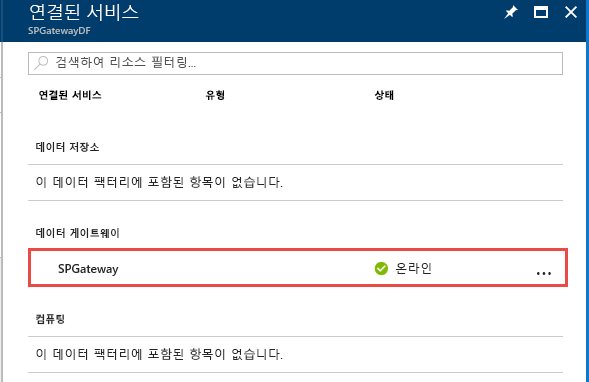 연결된 서비스
SPGatewayDF
검색하여 리소스 필터링...
연결된 서비스 유형 상태
데이터 저장소
이 데이터 팩터리에 포함된 항목이 없습니다.
데이터 게이트웨이
SPGateway 온라인 ...
컴퓨팅
이 데이터 팩터리에 포함된 항목이 없습니다.